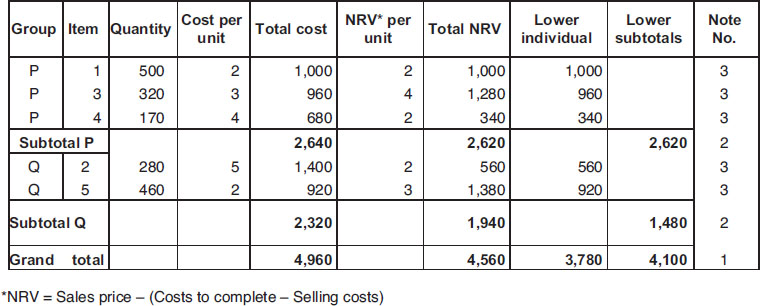 Group Item Quantity Cost per unit Total cost NRV* per unit Total NRV Lower individual Lower subtotals Note No.
P 1 500 2 1,000 2 1,000 1,000 3
P 3 320 3 960 4 1,280 960 3
P 4 170 4 680 2 340 340 3
Subtotal P 2,640 2,620 2,620 2
Q 2 280 5 1,400 2 560 560 3
Q 5 460 2 920 3 1,380 920 3
Subtotal Q 2,320 1,940 1,480 2
Grand total 4,960 4,560 3,780 4,100 1
*NRV = Sales price – (Costs to complete – Selling costs)